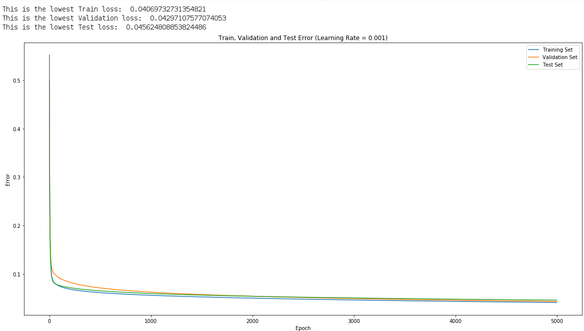 This is the lowest Train loss:  0.04069732731354821
This is the lowest Validation loss:  0.04297107577074053
This is the lowest Test loss:  0.045624808853824486
Train, Validation and Test Error (Learning Rate = 0.001)
Training Set
Validation Set
Test Set
0.5
0.4
0.3
0.2
0.1
Error
0 1000 2000 3000 4000 5000
Epoch